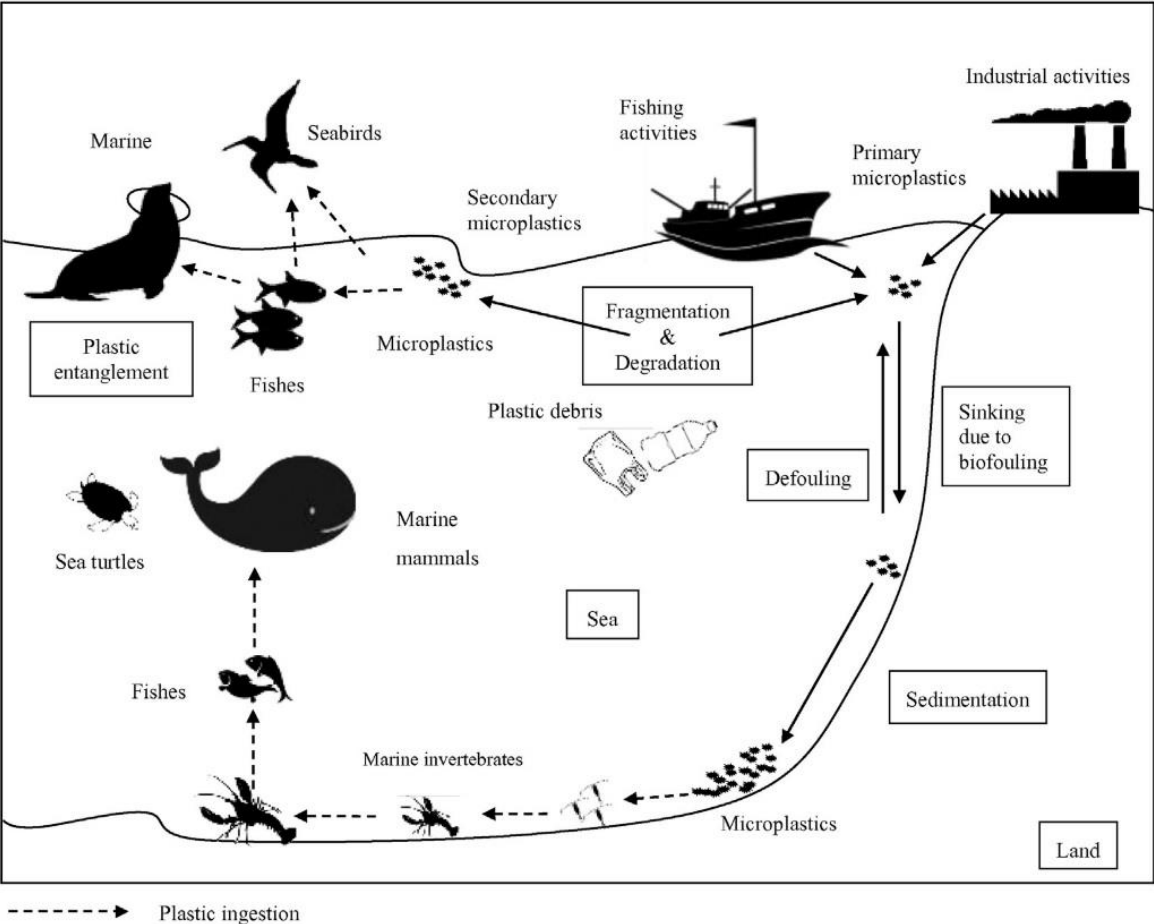 Industrial activities
Fishing
activities
Seabirds
Marine
Primary
microplastics
Secondary
microplastics
Fragmentation
&
Degradation
Plastic
entanglement
Microplastics
Fishes
Plastic debris
Sinking
due to
biofouling
Defouling
Marine
mammals
Sea turtles
Sea
Fishes
Sedimentation
Marine invertebrates
Microplastics
Land
Plastic ingestion